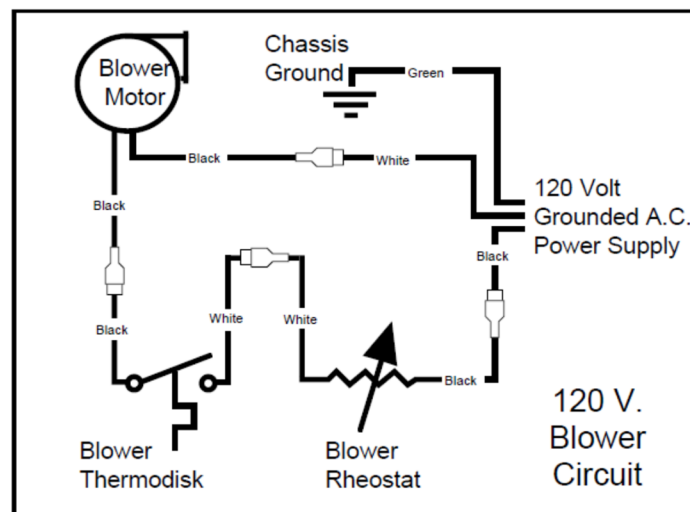 Blower
Motor
Chassis
Ground
Green
Black
White
Black
120 Volt
Grounded A.C.
Power Supply
Black
Black
White
White
Black
Blower
Thermodisk
Blower
Rheostat
120 V.
Blower
Circuit